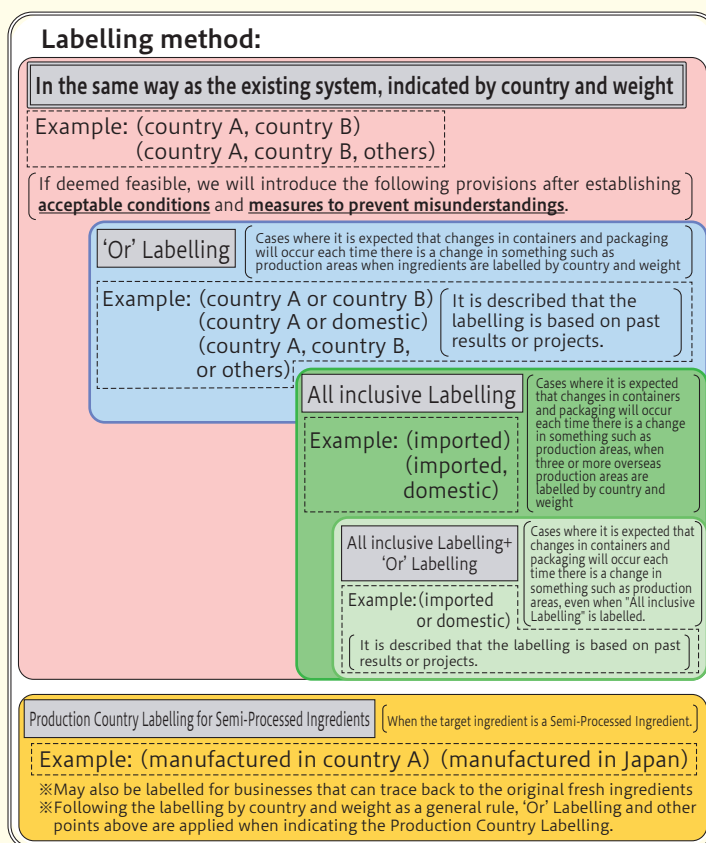 Labelling method:
In the same way as the existing system, indicated by country and weight
Example: (country A, country B)
(country A, country B, others)
If deemed feasible, we will introduce the following provisions after establishing
acceptable conditions and measures to prevent misunderstandings.
'Or' Labelling
Cases where it is expected that changes in containers and packaging
will occur each time there is a change in something such as
production areas when ingredients are labelled by country and weight
Example: (country A or country B)
(country A or domestic)
(country A, country B,
or others)
It is described that the
labelling is based on past
results or projects.
All inclusive Labelling
Cases where it is expected
that changes in containers
and packaging will occur
each time there is a change
in something such as
production areas, when
three or more overseas
production areas are
labelled by country and
weight
Example: (imported)
(imported,
domestic)
All inclusive Labelling+
'Or' Labelling
Cases where it is expected that
changes in containers and
packaging will occur each
time there is a change in
something such as production
areas, even when "All inclusive
Labelling" is labelled.
Example:(imported
or domestic)
It is described that the labelling is based on past
results or projects.
Production Country Labelling for Semi-Processed Ingredients
When the target ingredient is a Semi-Processed Ingredient.
Example: (manufactured in country A) (manufactured in Japan)
※May also be labelled for businesses that can trace back to the original fresh ingredients
※Following the labelling by country and weight as a general rule, 'Or' Labelling and other
points above are applied when indicating the Production Country Labelling.